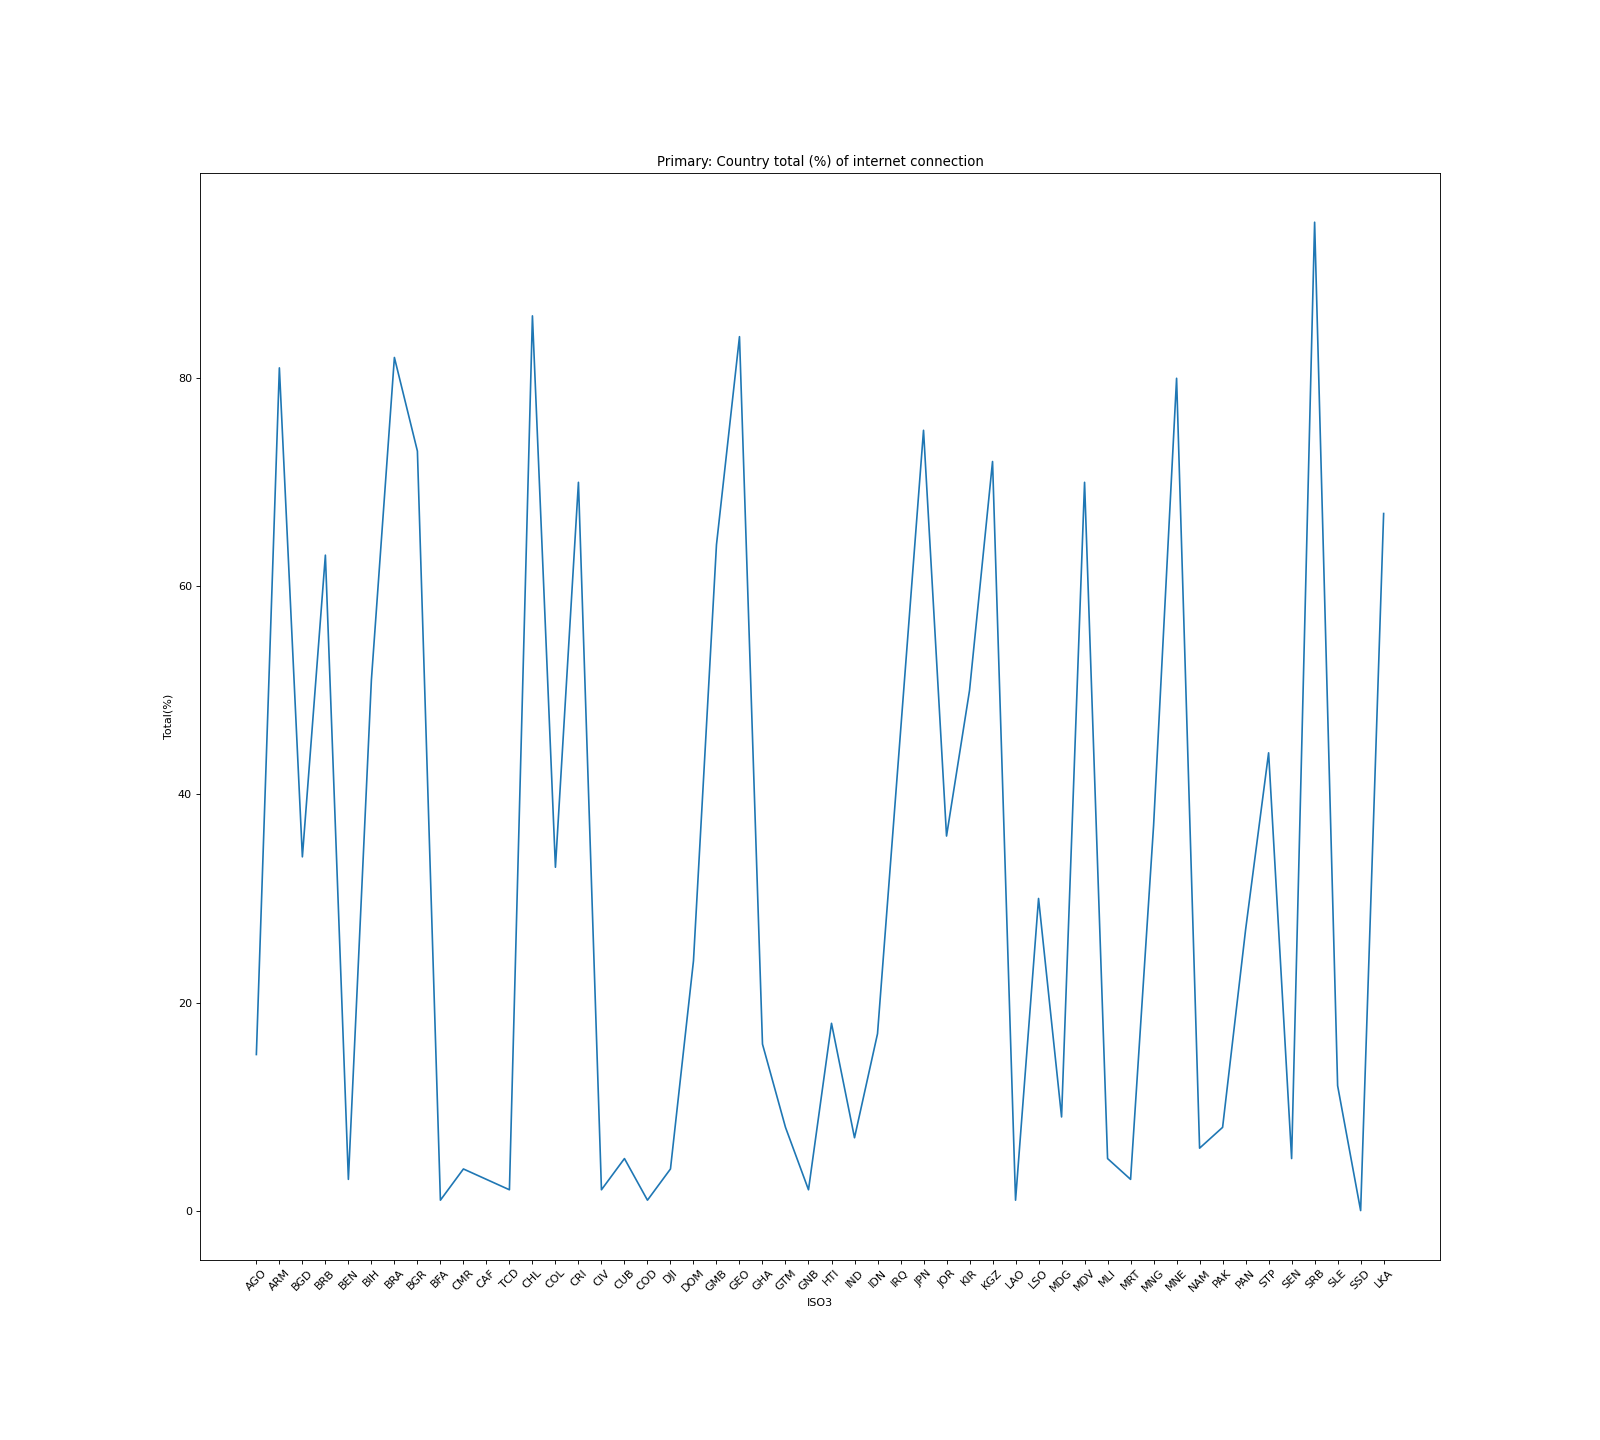 Primary: Country total (%) of internet connection
Total(%)
80
60
40
20
0
AGO ARM BGD BRB BEN BIH BRA BGR BFA CMR CAF TCD CHL COL CRI CIV CUB COD DJI DOM GMB GEO GHA GTM GNB HTI IND IDN IRQ JPN JOR KIR KGZ LAO LSO MDG MDV MLI MRT MNG MNE NAM PAK PAN STP SEN SRB SLE SSD LKA
ISO3